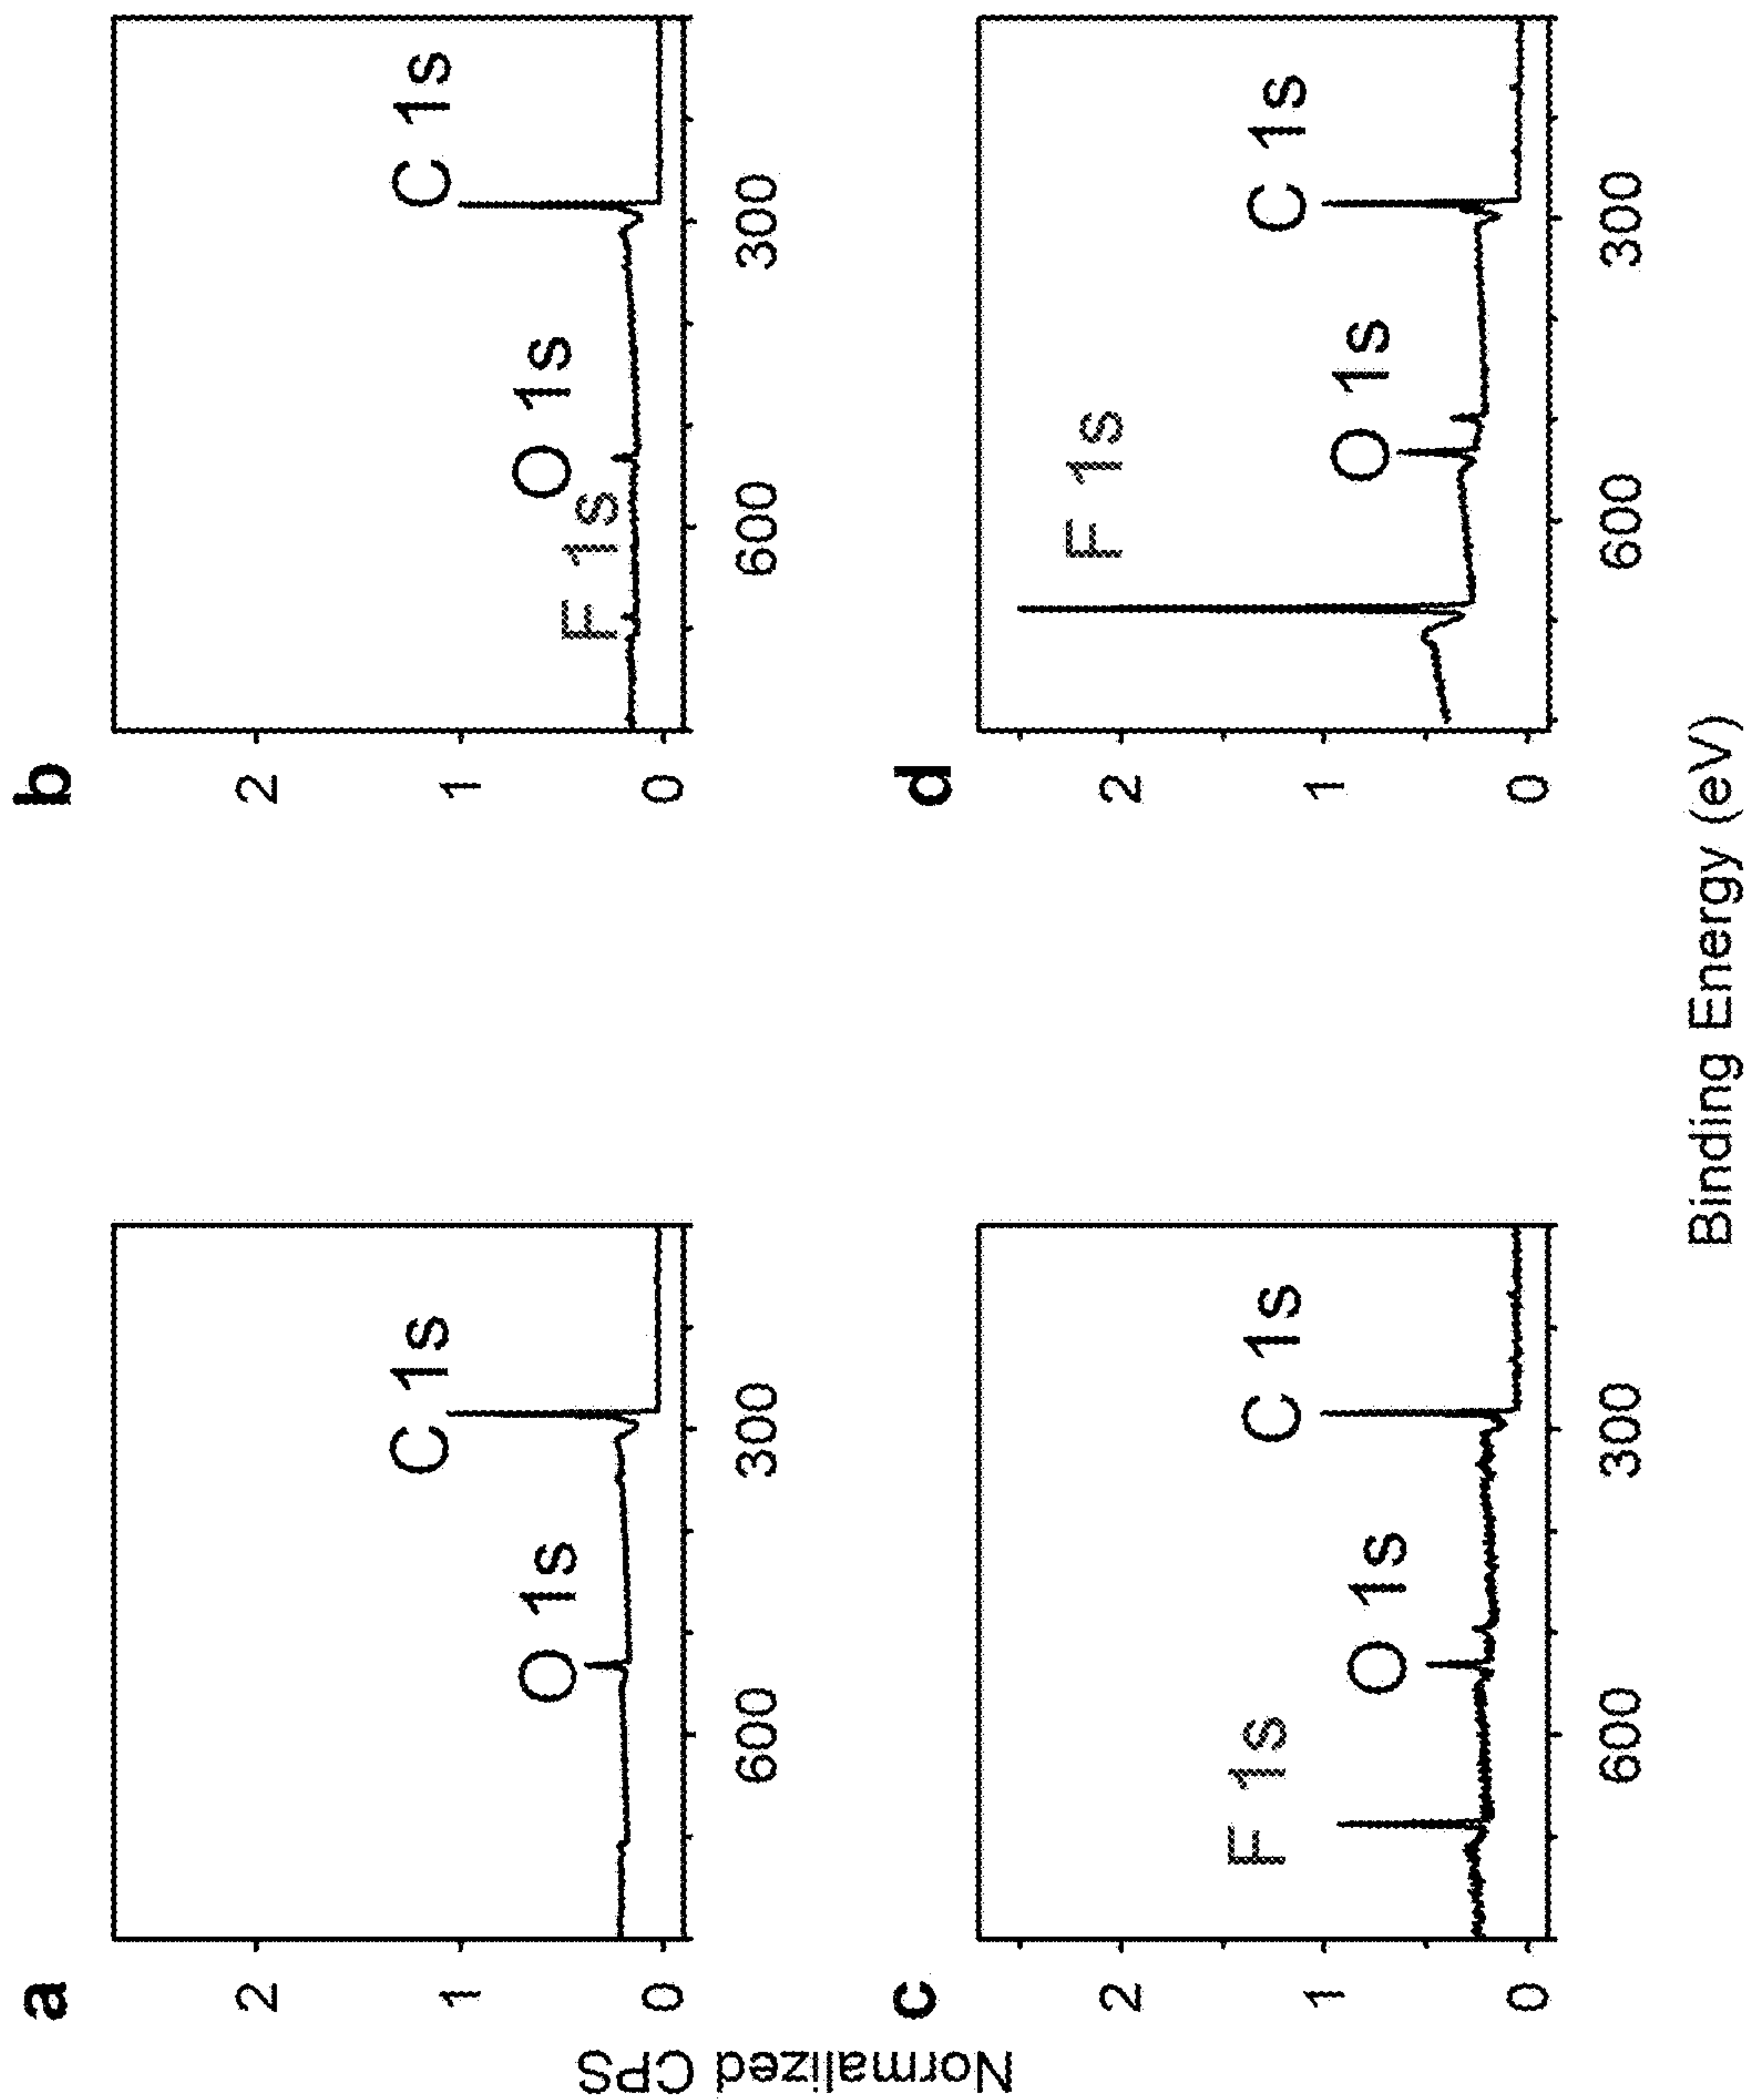 a
b
2
1
0
C 1s
O 1s
600
300
2
1
0
C 1s
O 1s
F 1s
600
300
c
d
2
1
0
F 1s
O 1s
C 1s
600
300
2
1
0
F 1s
O 1s
C 1s
600
300
Normalized CPS
Binding Energy (eV)